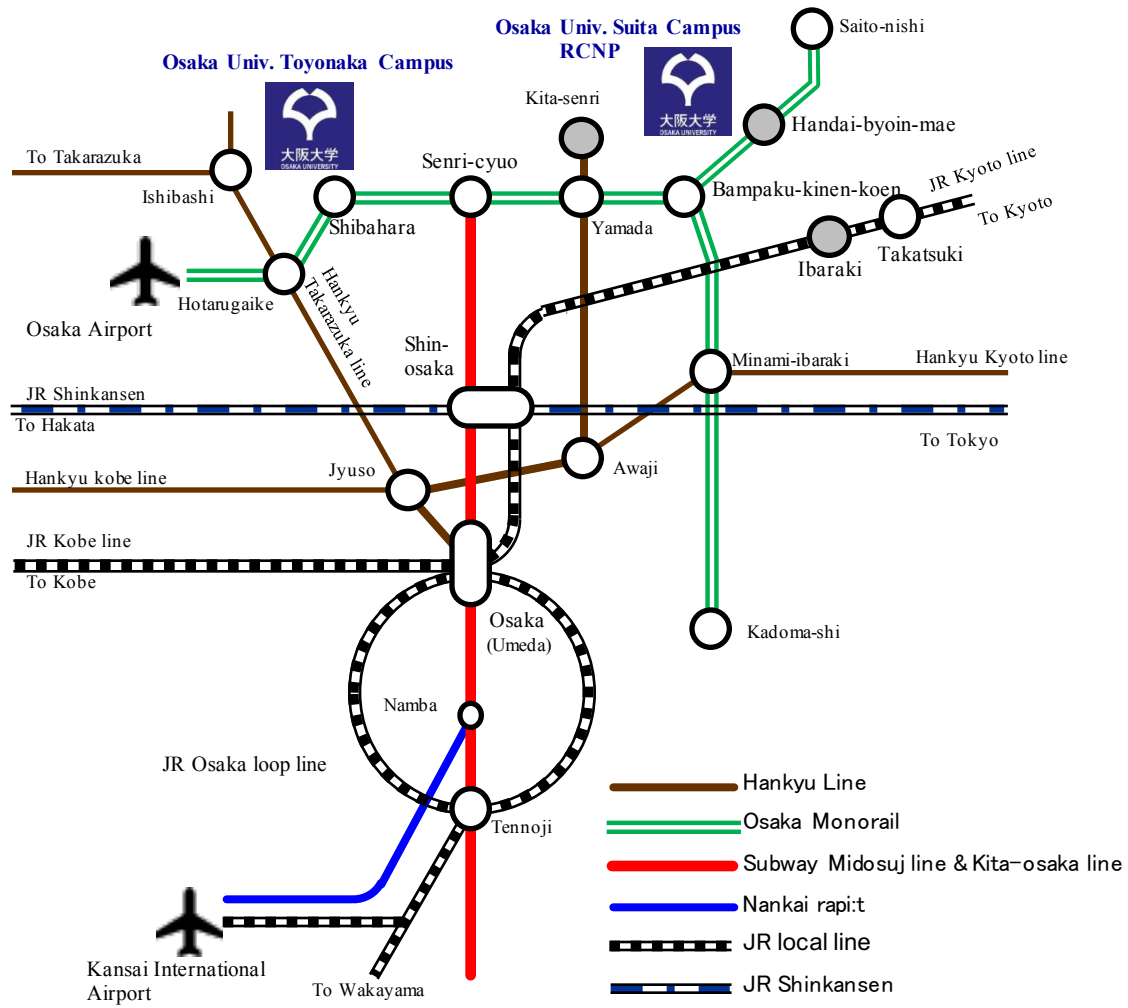 Osaka Univ. Suita Campus
RCNP
Saito-nishi
Osaka Univ. Toyonaka Campus
Kita-senri
大阪大学
OSAKA UNIVERSITY
大阪大学
OSAKA UNIVERSITY
Handai-byoin-mae
To Takarazuka
Senri-cyuo
Ishibashi
Bampaku-kinen-koen
JR Kyoto line
To Kyoto
Shibahara
Yamada
Ibaraki
Takatsuki
Hotarugaike
Hankyu
Takarazuka line
Osaka Airport
Shin-
osaka
Minami-ibaraki
Hankyu Kyoto line
JR Shinkansen
To Hakata
To Tokyo
Jyuso
Awaji
Hankyu kobe line
JR Kobe line
To Kobe
Osaka
(Umeda)
Kadoma-shi
Namba
JR Osaka loop line
Tennoji
Hankyu Line
Osaka Monorail
Subway Midosuj line & Kita-osaka line
Nankai rapi:t
JR local line
JR Shinkansen
Kansai International
Airport
To Wakayama